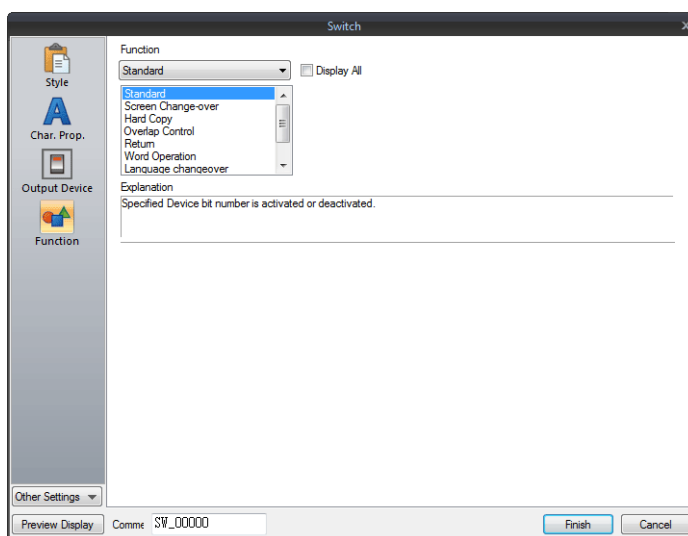 Switch
Style
Char. Prop.
Output Device
Function
Other Settings
Function
Standard
Display All
Standard
Screen Change-over
Hard Copy
Overlap Control
Return
Word Operation
Language changeover
Explanation
Specified Device bit number is activated or deactivated.
Preview Display
Comme
SW_00000
Finish
Cancel